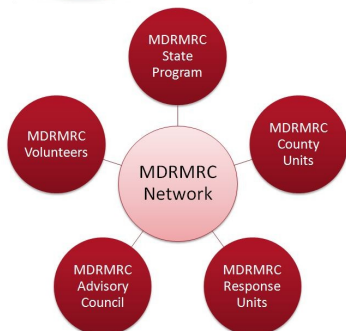 MDRMRC
State
Program
MDRMRC
Volunteers
MDRMRC
County
Units
MDRMRC
Network
MDRMRC
Advisory
Council
MDRMRC
Response
Units